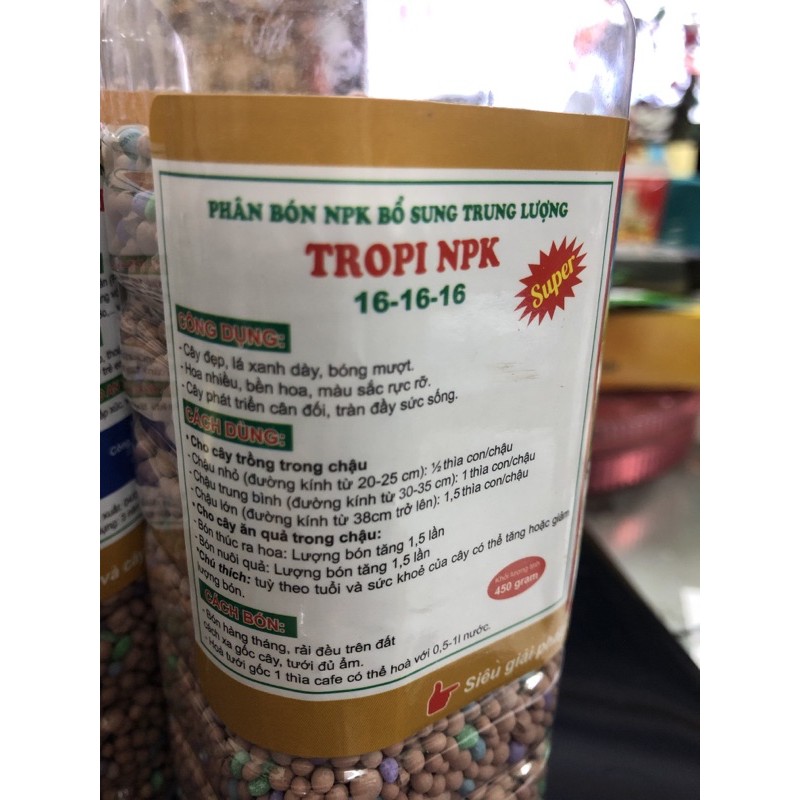 PHÂN BÓN NPK BỔ SUNG TRUNG LƯỢNG
TROPI NPK
16-16-16
Super
CÔNG DỤNG:
- Cây đẹp, lá xanh dày, bóng mượt.
- Hoa nhiều, bền hoa, màu sắc rực rỡ.
- Cây phát triển cân đối, tràn đầy sức sống.
CÁCH DÙNG:
* Cho cây trồng trong chậu
- Chậu nhỏ (đường kính từ 20-25 cm): ½ thìa con/chậu
- Chậu trung bình (đường kính từ 30-35 cm): 1 thìa con/chậu
- Chậu lớn (đường kính từ 38cm trở lên): 1,5 thìa con/chậu
* Cho cây ăn quả trong chậu:
- Bón thúc ra hoa: Lượng bón tăng 1,5 lần
- Bón nuôi quả: Lượng bón tăng 1,5 lần
*Chú thích: tuỳ theo tuổi và sức khoẻ của cây có thể tăng hoặc giảm
lượng bón.
Khối lượng tịnh
450 gram
CÁCH BÓN:
- Bón hàng tháng, rải đều trên đất
cách xa gốc cây, tưới đủ ẩm.
- Hoà tưới gốc 1 thìa cafe có thể hoà với 0,5-1l nước.
Siêu giải